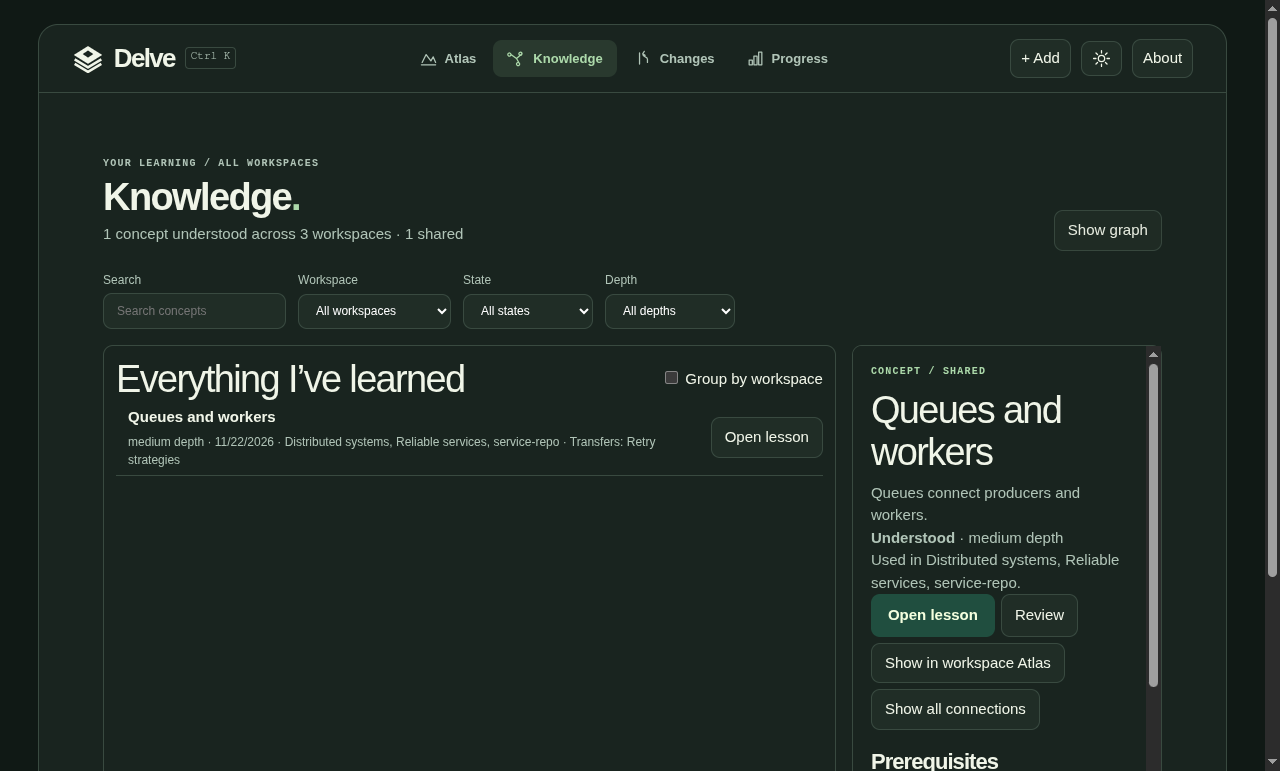 Delve Ctrl K Atlas Knowledge Changes Progress + Add About
YOUR LEARNING / ALL WORKSPACES
Knowledge.
1 concept understood across 3 workspaces · 1 shared
Show graph
Search Workspace State Depth
Search concepts All workspaces All states All depths
Everything I’ve learned
Group by workspace
Queues and workers
medium depth · 11/22/2026 · Distributed systems, Reliable services, service-repo · Transfers: Retry
strategies
Open lesson
CONCEPT / SHARED
Queues and
workers
Queues connect producers and
workers.
Understood · medium depth
Used in Distributed systems, Reliable
services, service-repo.
Open lesson Review
Show in workspace Atlas
Show all connections
Prerequisites